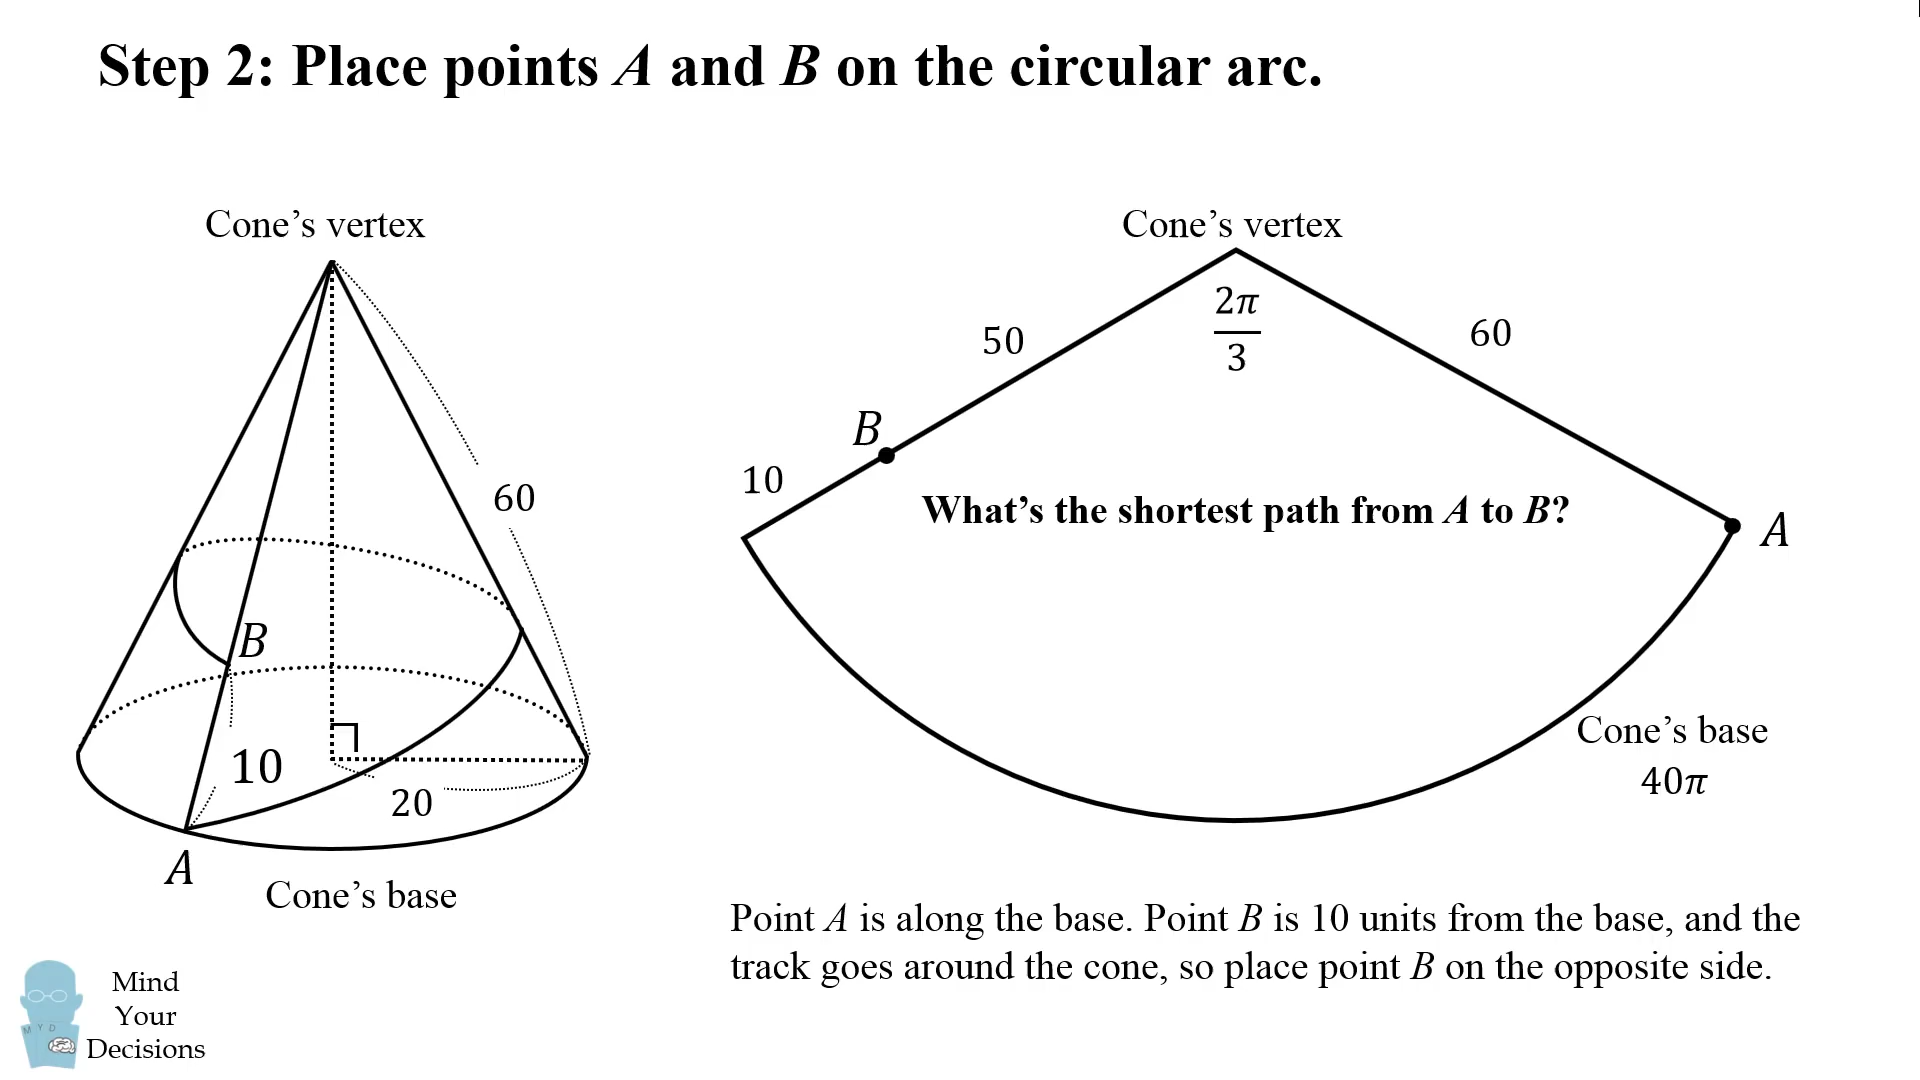 Step 2: Place points A and B on the circular arc.
Cone's vertex
60
B
10
20
A
Cone's base
Cone's vertex
2π
3
50
60
B
10
What's the shortest path from A to B?
A
Cone's base
40π
Point A is along the base. Point B is 10 units from the base, and the
track goes around the cone, so place point B on the opposite side.
M Y D
Mind
Your
Decisions